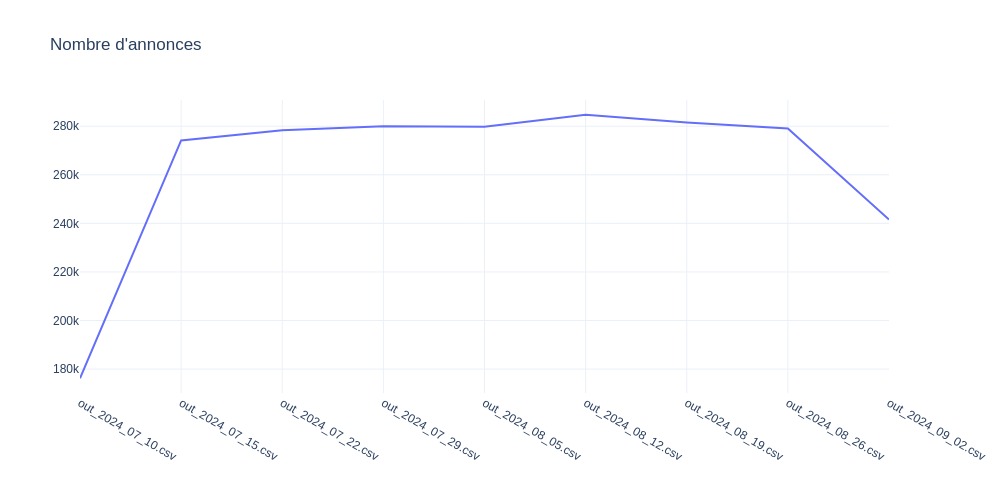 Nombre d'annonces
280k
260k
240k
220k
200k
180k
out_2024_07_10.csv
out_2024_07_15.csv
out_2024_07_22.csv
out_2024_07_29.csv
out_2024_08_05.csv
out_2024_08_12.csv
out_2024_08_19.csv
out_2024_08_26.csv
out_2024_09_02.csv